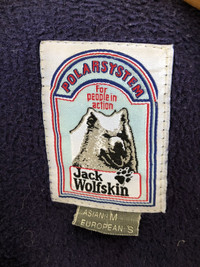 POLARSYSTEM
For
people in
action
Jack
Wolfskin
ASIAN M
EUROPEAN S